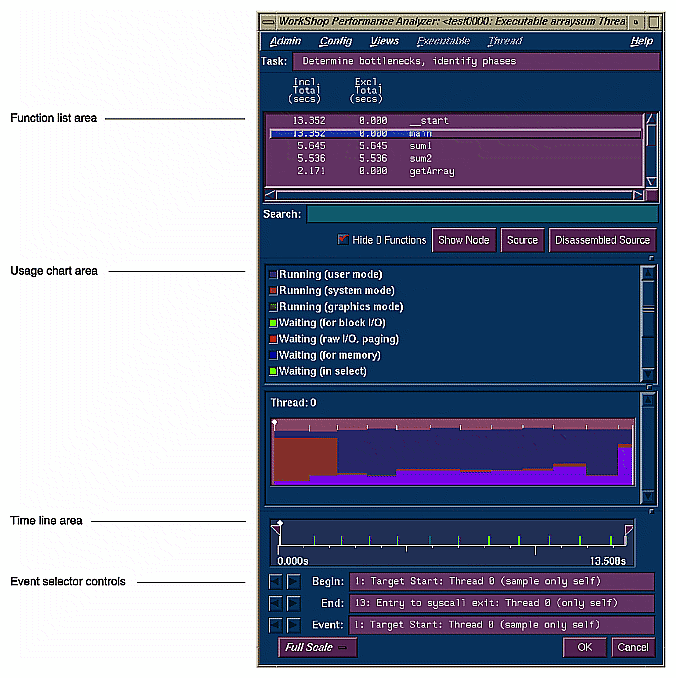 WorkShop Performance Analyzer: <test0000: Executable arraysum Threa
Admin Config Views Executable Thread Help
Task: Determine bottlenecks, identify phases
Incl. Excl.
Total Total
(secs) (secs)
Function list area
13.352 0.000 __start
13.352 0.000 main
5.645 5.645 sum1
5.536 5.536 sum2
2.171 0.000 getArray
Search:
Hide 0 Functions Show Node Source Disassembled Source
Usage chart area
Running (user mode)
Running (system mode)
Running (graphics mode)
Waiting (for block I/O)
Waiting (raw I/O, paging)
Waiting (for memory)
Waiting (in select)
Thread: 0
Time line area
0.000s 13.508s
Event selector controls
Begin: 1: Target Start: Thread 0 (sample only self)
End: 13: Entry to syscall exit: Thread 0 (only self)
Event: 1: Target Start: Thread 0 (sample only self)
Full Scale OK Cancel